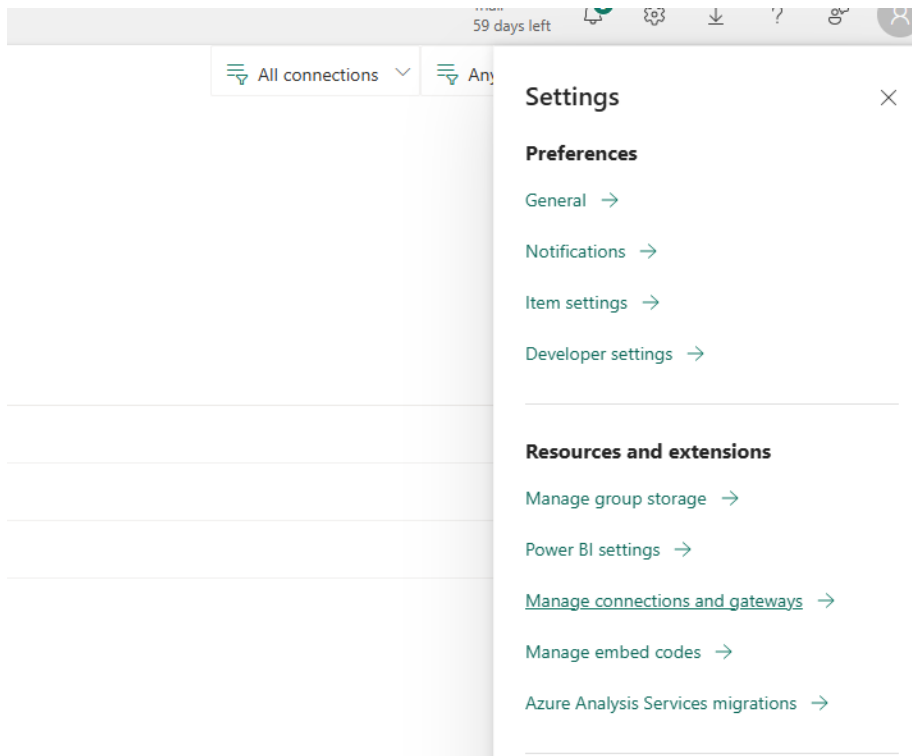 59 days left
All connections
Settings
Preferences
General
Notifications
Item settings
Developer settings
Resources and extensions
Manage group storage
Power BI settings
Manage connections and gateways
Manage embed codes
Azure Analysis Services migrations